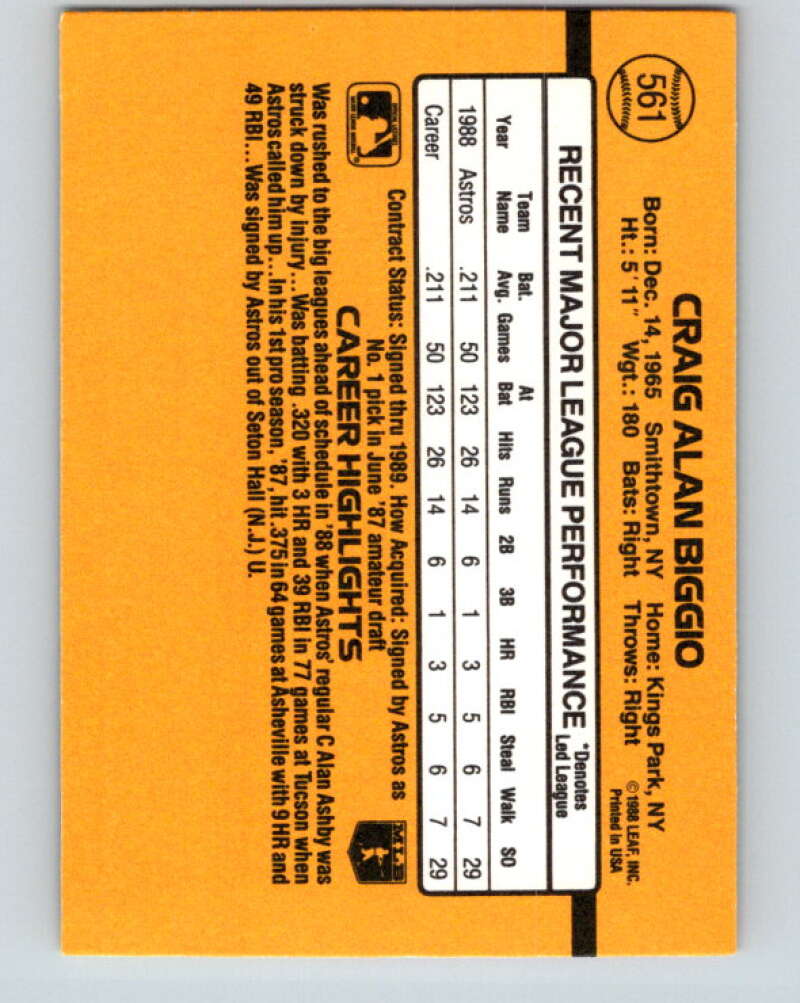 561
CRAIG ALAN BIGGIO
Born: Dec. 14, 1965 Smithtown, NY Home: Kings Park, NY
Ht.: 5'11" Wgt.: 180 Bats: Right Throws: Right
©1988 LEAF, INC.
Printed in USA
RECENT MAJOR LEAGUE PERFORMANCE
*Denotes
Led League
Year Team Name Bat. Avg. Games At Bat Hits Runs 2B 3B HR RBI Steal Walk SO
1988 Astros .211 50 123 26 14 6 1 3 5 6 7 29
Career .211 50 123 26 14 6 1 3 5 6 7 29
Contract Status: Signed thru 1989. How Acquired: Signed by Astros as
No. 1 pick in June '87 amateur draft
MLB
CAREER HIGHLIGHTS
Was rushed to the big leagues ahead of schedule in '88 when Astros' regular C Alan Ashby was
struck down by injury...Was batting .320 with 3 HR and 39 RBI in 77 games at Tucson when
Astros called him up...In his 1st pro season, '87, hit .375 in 64 games at Asheville with 9 HR and
49 RBI...Was signed by Astros out of Seton Hall (N.J.) U.